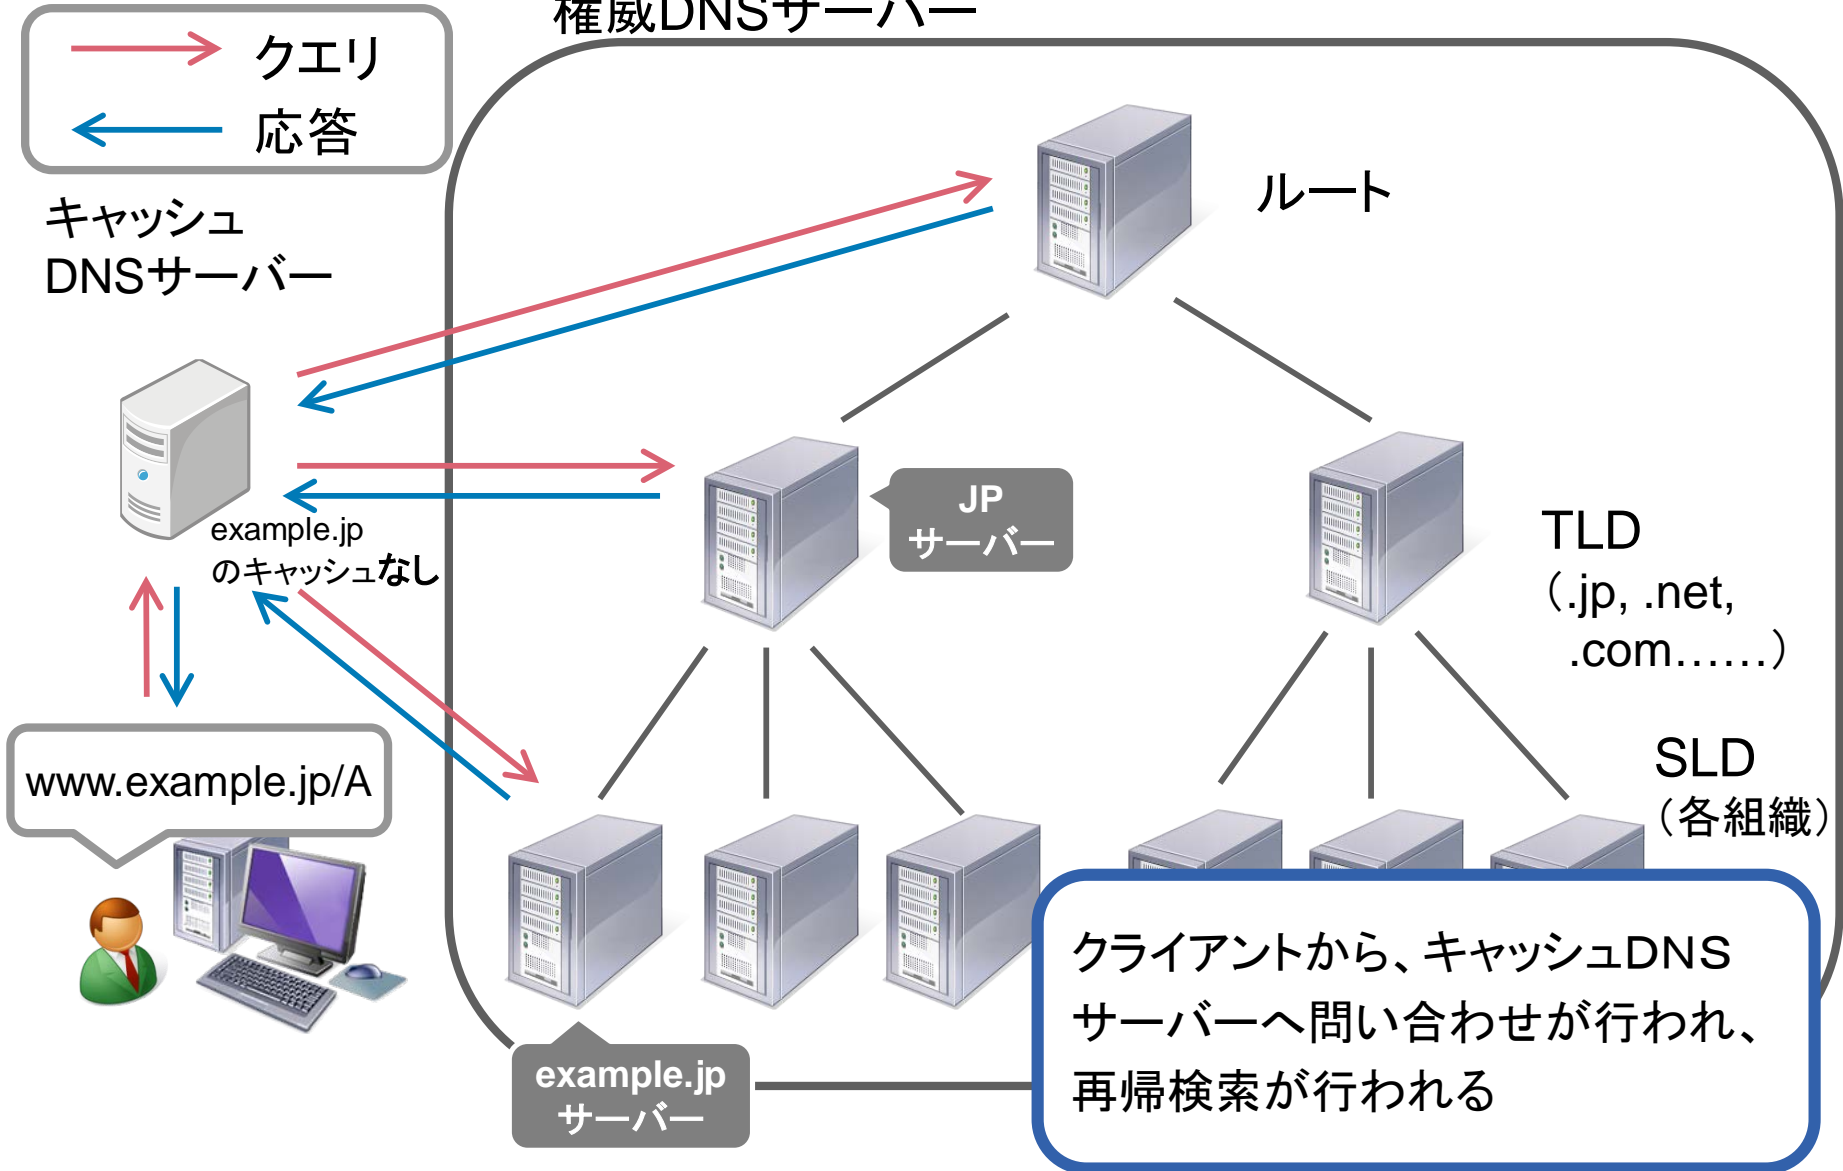 権威DNSサーバー
クエリ
応答
キャッシュ
DNSサーバー
ルート
example.jp
のキャッシュなし
JP
サーバー
TLD
（.jp, .net,
.com……）
SLD
（各組織）
www.example.jp/A
example.jp
サーバー
クライアントから、キャッシュDNS
サーバーへ問い合わせが行われ、
再帰検索が行われる